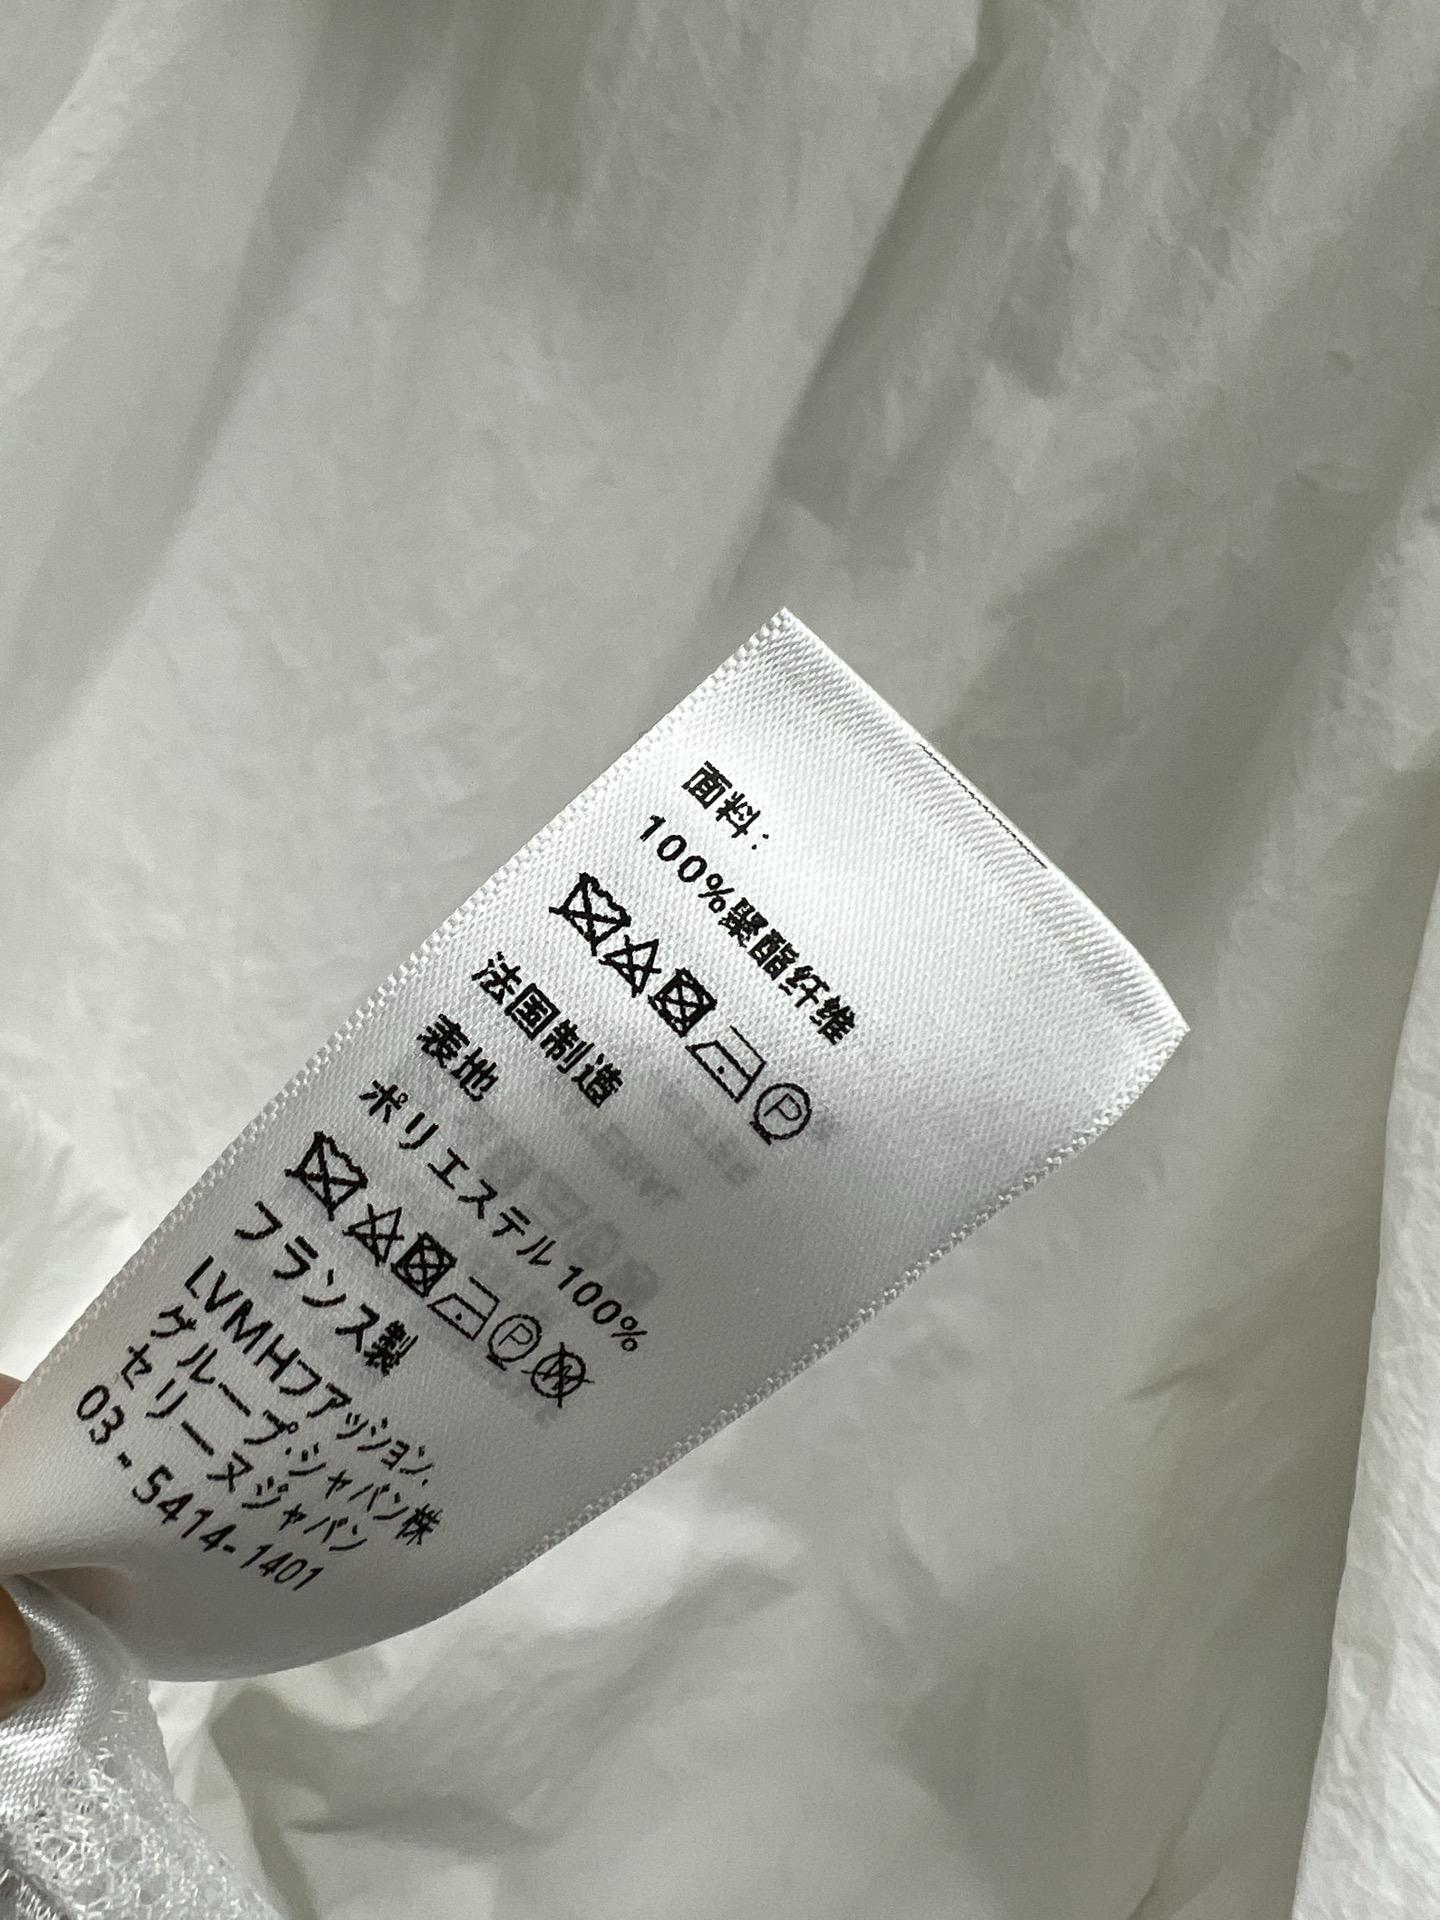 面料：
100%聚酯纤维
P
法国制造
表地
ポリエステル 100%
P W
フランス製
LVMHファッション.
グループ.ジャパン株
セリーヌジャパン
03-5414-1401